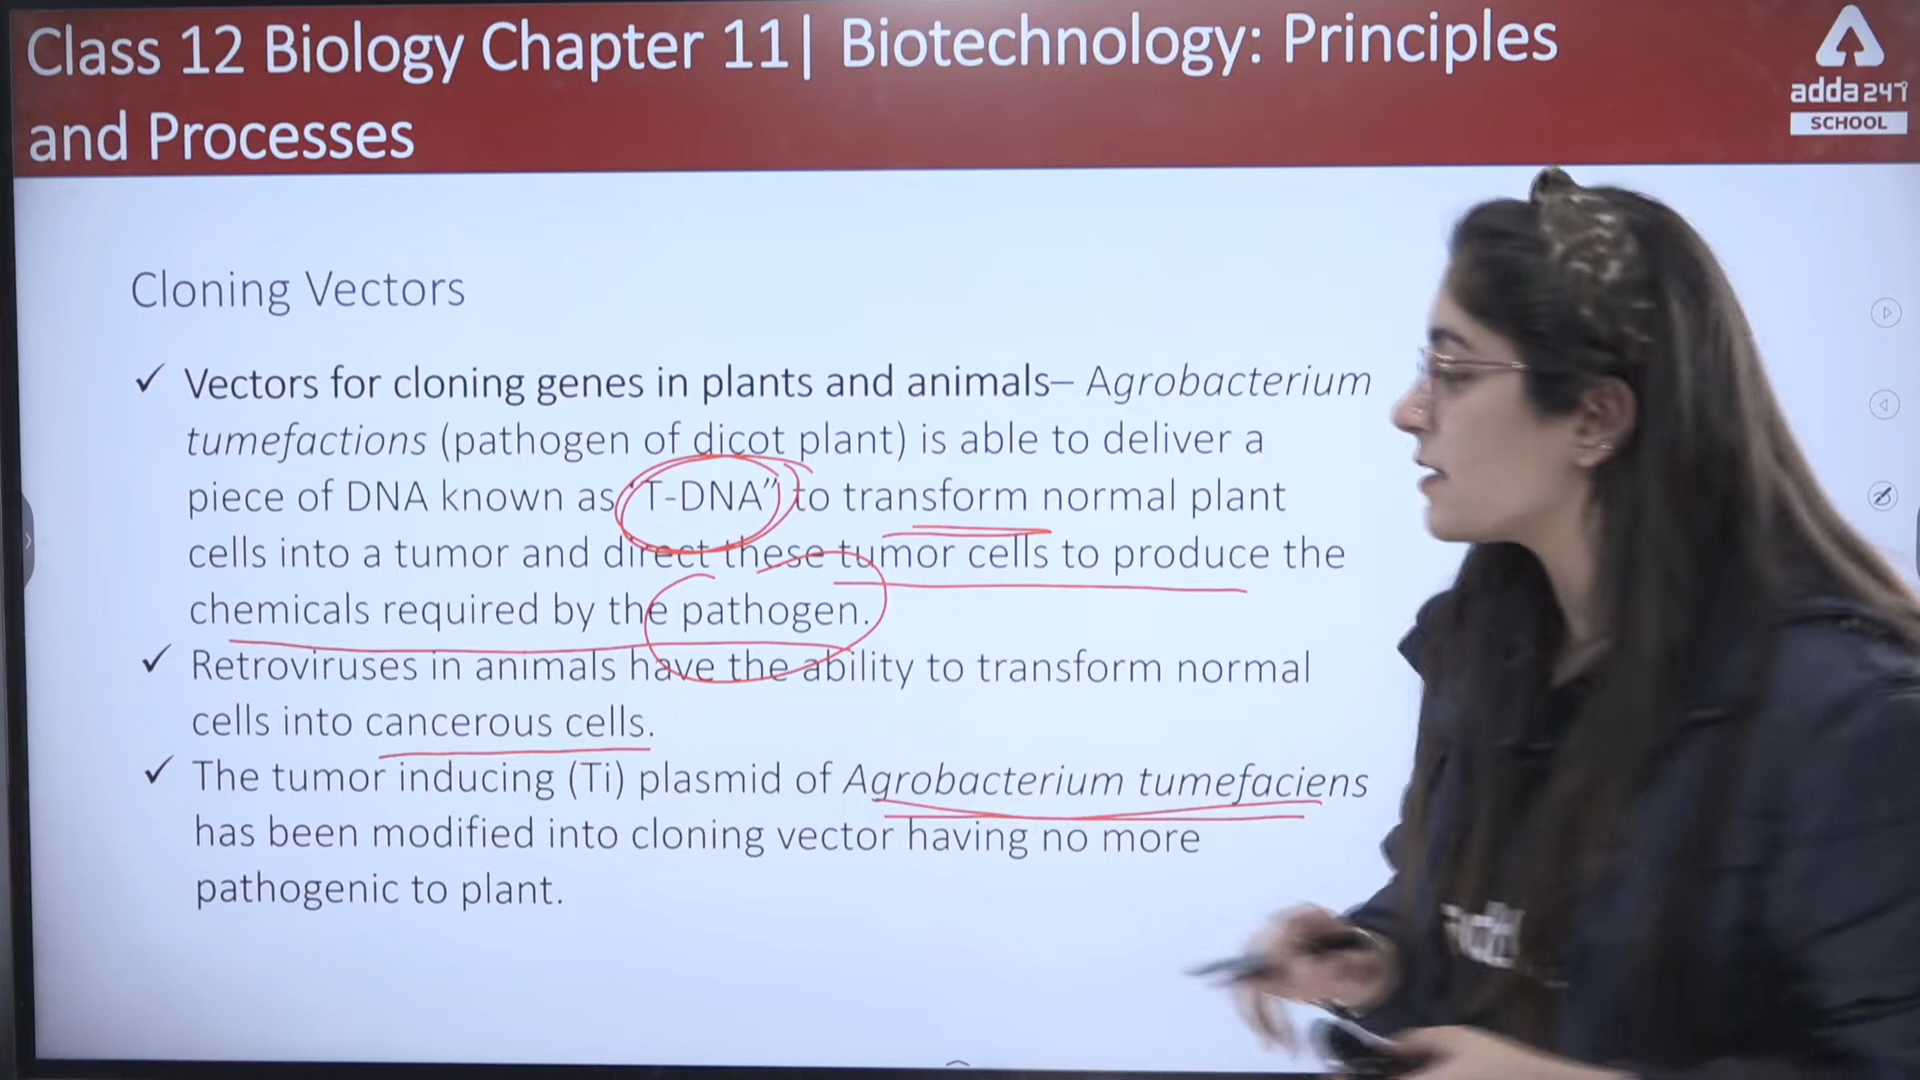 Class 12 Biology Chapter 11| Biotechnology: Principles
and Processes
adda247
SCHOOL
Cloning Vectors
✓ Vectors for cloning genes in plants and animals– Agrobacterium
tumefactions (pathogen of dicot plant) is able to deliver a
piece of DNA known as “T-DNA” to transform normal plant
cells into a tumor and direct these tumor cells to produce the
chemicals required by the pathogen.
✓ Retroviruses in animals have the ability to transform normal
cells into cancerous cells.
✓ The tumor inducing (Ti) plasmid of Agrobacterium tumefaciens
has been modified into cloning vector having no more
pathogenic to plant.